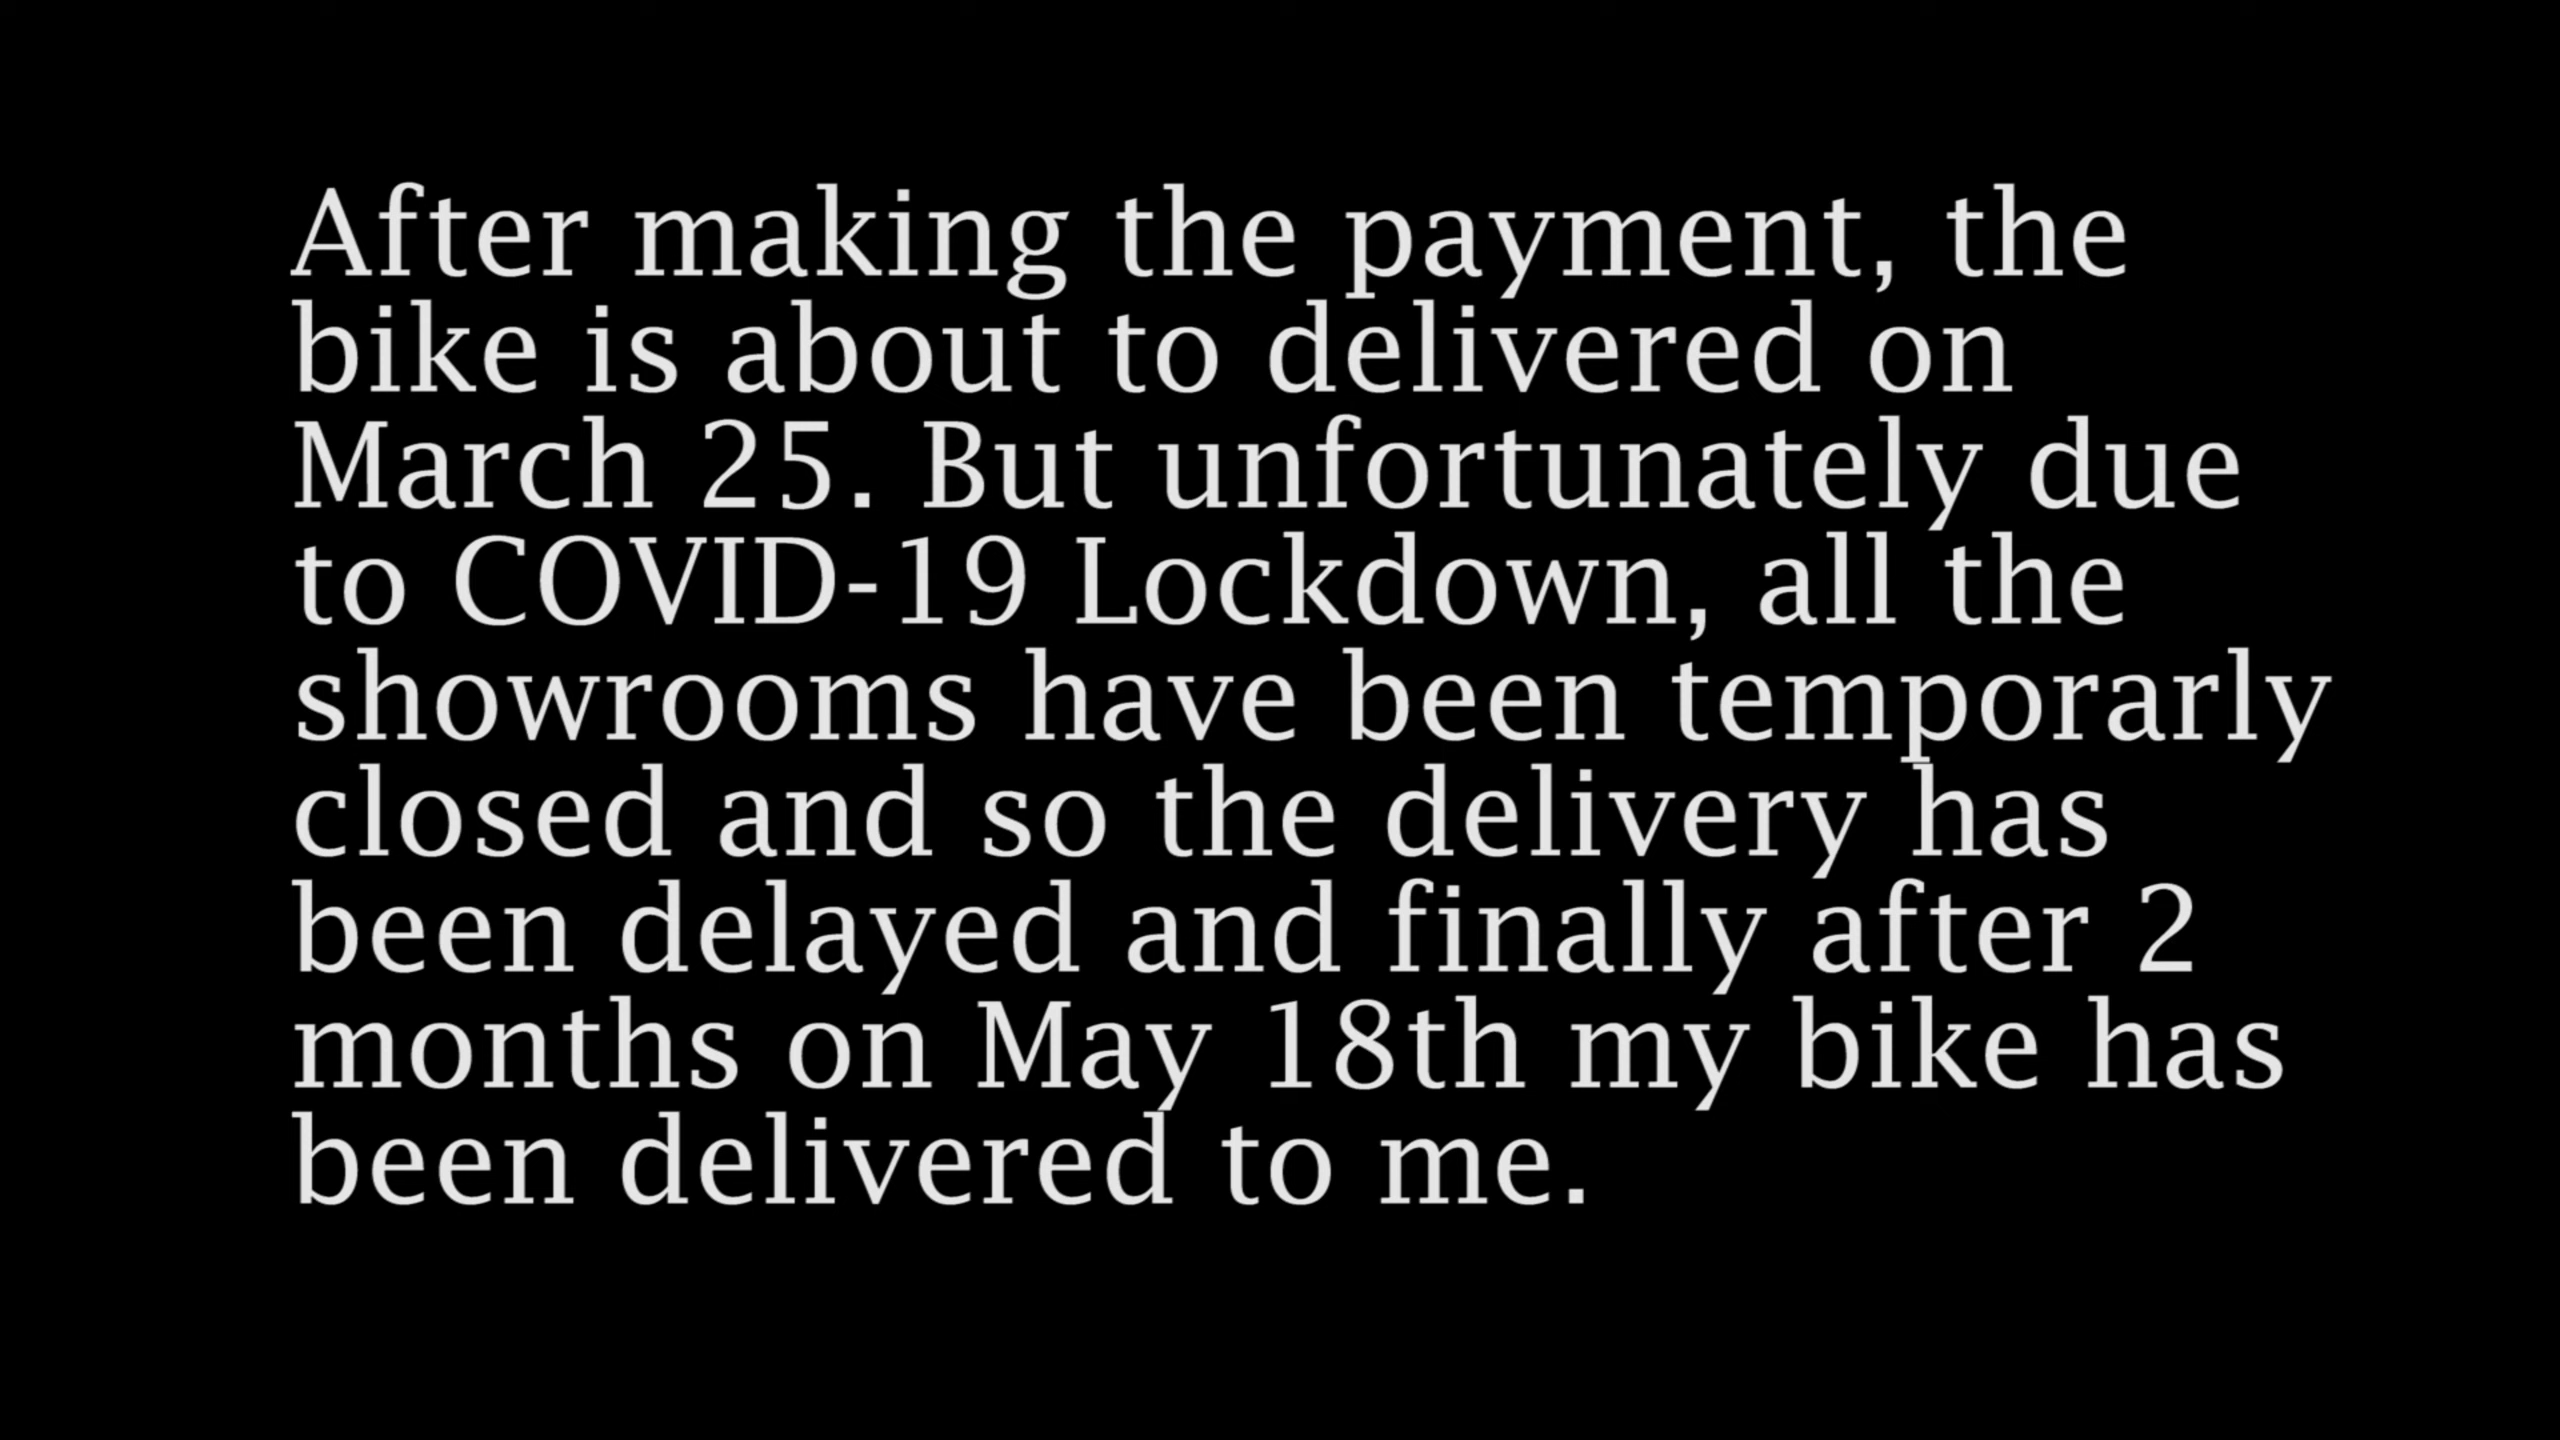 After making the payment, the
bike is about to delivered on
March 25. But unfortunately due
to COVID-19 Lockdown, all the
showrooms have been temporarly
closed and so the delivery has
been delayed and finally after 2
months on May 18th my bike has
been delivered to me.